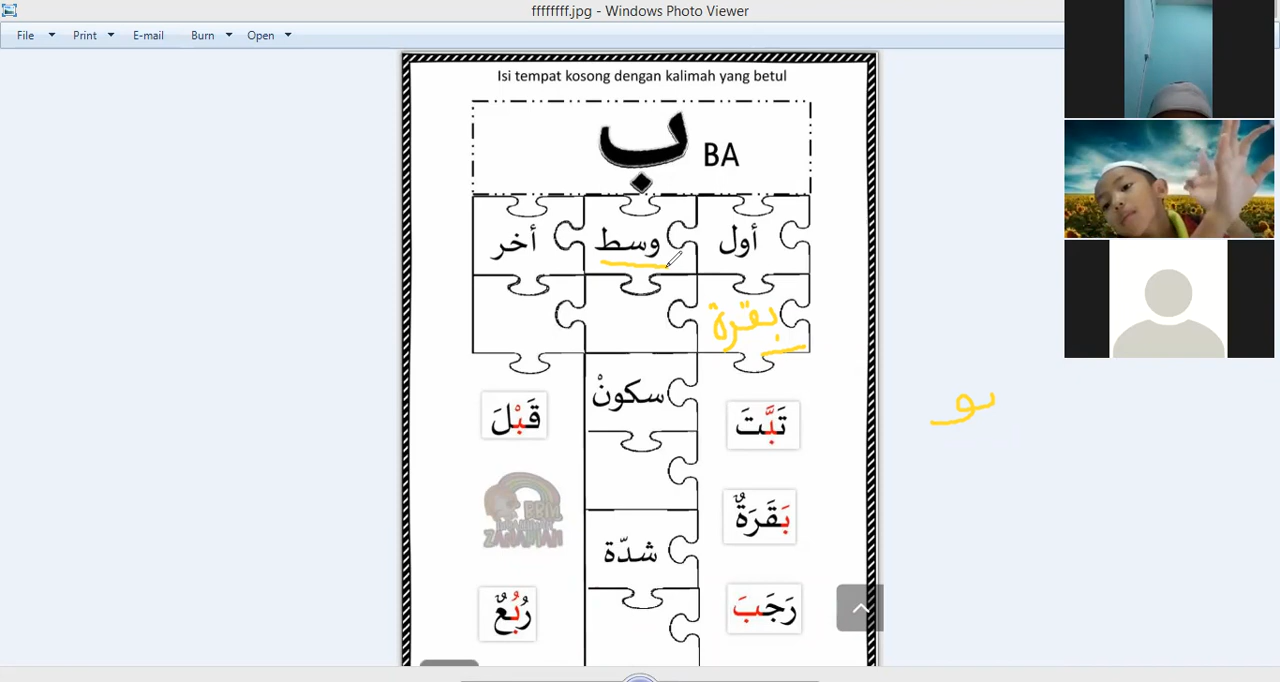 ffffffff.jpg - Windows Photo Viewer
File Print E-mail Burn Open
Isi tempat kosong dengan kalimah yang betul
ب BA
أول وسط أخر
بقرة
سكونْ
تَبَّتَ
قَبْلَ
بَقَرَةٌ
شدّة
رَجَبَ
رُبُعٌ